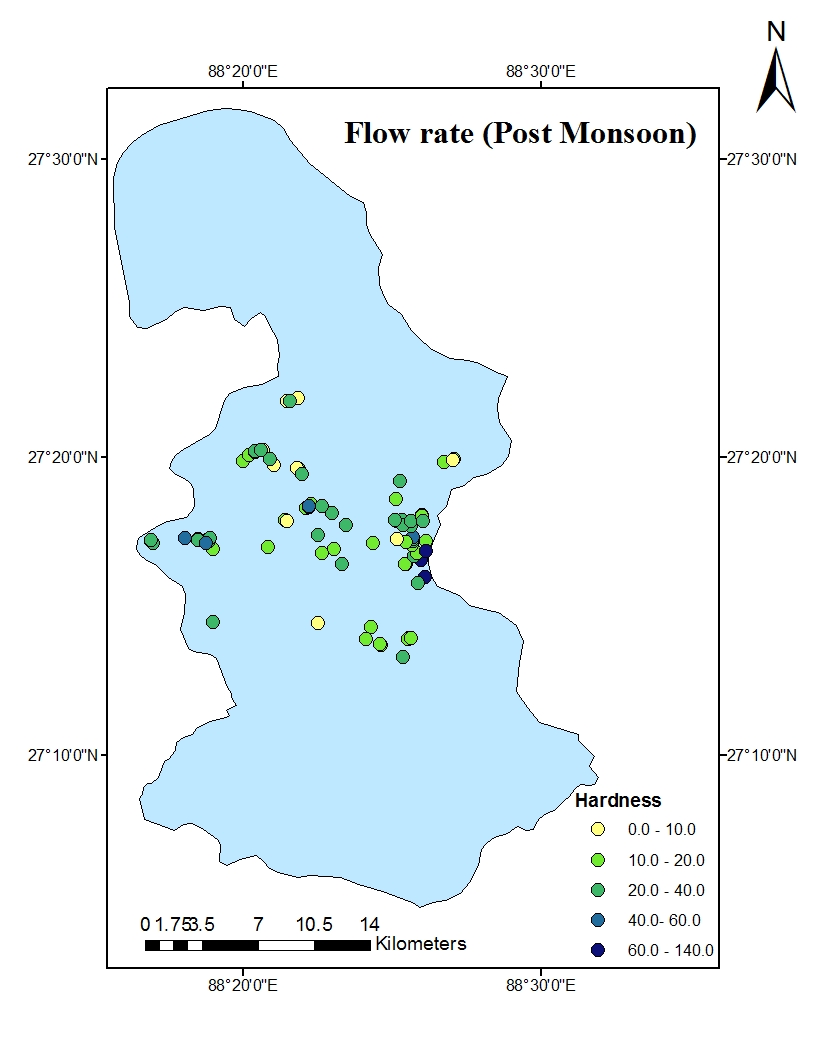 N
88°20'0"E 88°30'0"E
Flow rate (Post Monsoon)
27°30'0"N 27°30'0"N
27°20'0"N 27°20'0"N
27°10'0"N 27°10'0"N
Hardness
0.0 - 10.0
10.0 - 20.0
20.0 - 40.0
40.0- 60.0
60.0 - 140.0
0 1.75 3.5 7 10.5 14
Kilometers
88°20'0"E 88°30'0"E